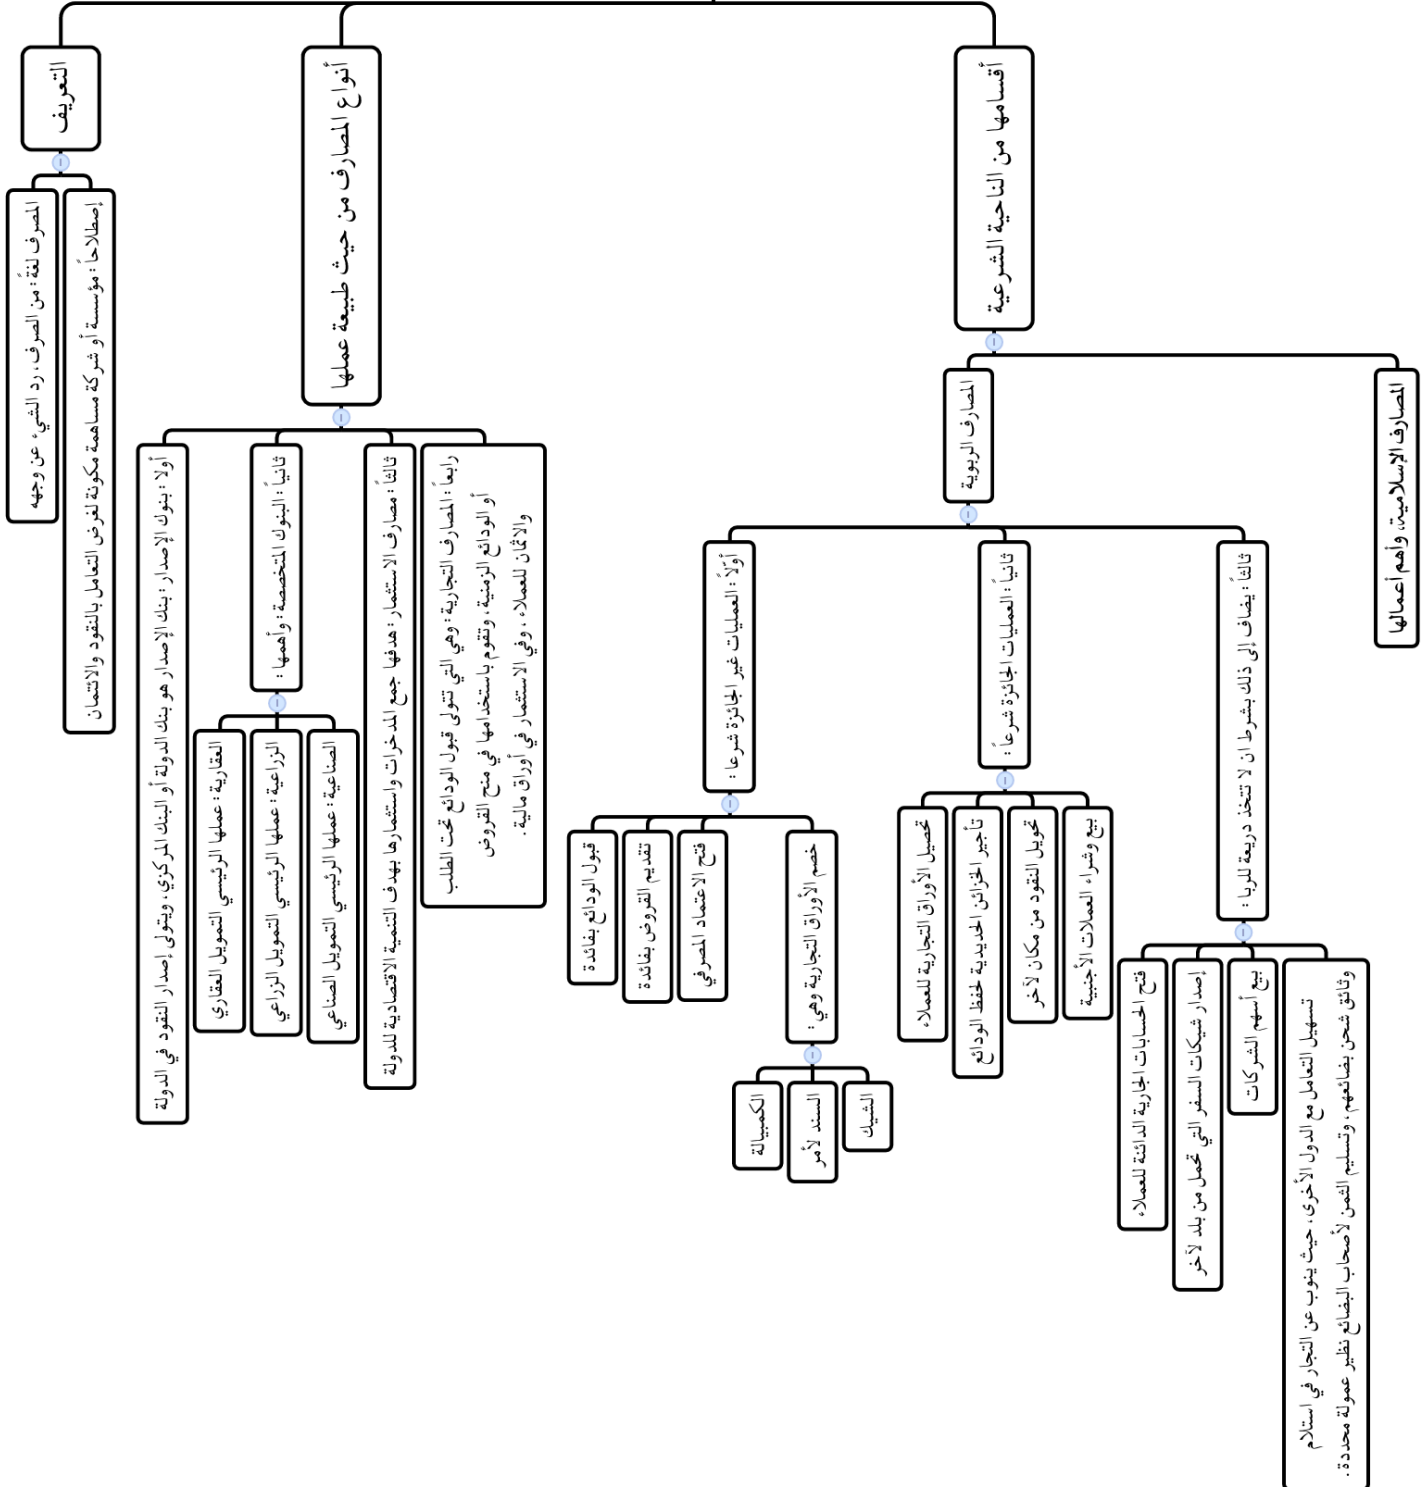 التعريف
المصرف لغة : من الصرف، رد الشيء عن وجهه
إصطلاحاً : مؤسسة أو شركة مساهمة مكونة لغرض التعامل بالنقود والائتمان
أنواع المصارف من حيث طبيعة عملها
أولا : بنوك الإصدار : بنك الإصدار هو بنك الدولة أو البنك المركزي، ويتولى إصدار النقود في الدولة
ثانياً : البنوك المتخصصة : وأهمها :
العقارية : عملها الرئيسي التمويل العقاري
الزراعية : عملها الرئيسي التمويل الزراعي
الصناعية : عملها الرئيسي التمويل الصناعي
ثالثاً : مصارف الاستثمار : هدفها جمع المدخرات واستثمارها بهدف التنمية الاقتصادية للدولة
رابعاً : المصارف التجارية : وهي التي تتولى قبول الودائع تحت الطلب
أو الودائع الزمنية، وتقوم باستخدامها في منح القروض
والائمان للعملاء، وفي الاستثمار في أوراق مالية.
أقسامها من الناحية الشرعية
المصارف الربوية
أولاً : العمليات غير الجائزة شرعا :
قبول الودائع بفائدة
تقديم القروض بفائدة
فتح الاعتماد المصرفي
خصم الأوراق التجارية وهي :
الكمبيالة
السند لأمر
الشيك
ثانياً : العمليات الجائزة شرعاً :
تحصيل الأوراق التجارية للعملاء
تأجير الخزائن الحديدية لحفظ الودائع
تحويل النقود من مكان لآخر
بيع وشراء العملات الأجنبية
ثالثاً : يضاف إلى ذلك بشرط ان لا تتخذ ذريعة للربا :
فتح الحسابات الجارية الدائنة للعملاء
إصدار شيكات السفر التي تحمل من بلد لآخر
بيع أسهم الشركات
تسهيل التعامل مع الدول الأخرى، حيث ينوب عن التجار في استلام
وثائق شحن بضائعهم، وتسليم الثمن لأصحاب البضائع نظير عمولة محددة.
المصارف الإسلامية، وأهم أعمالها